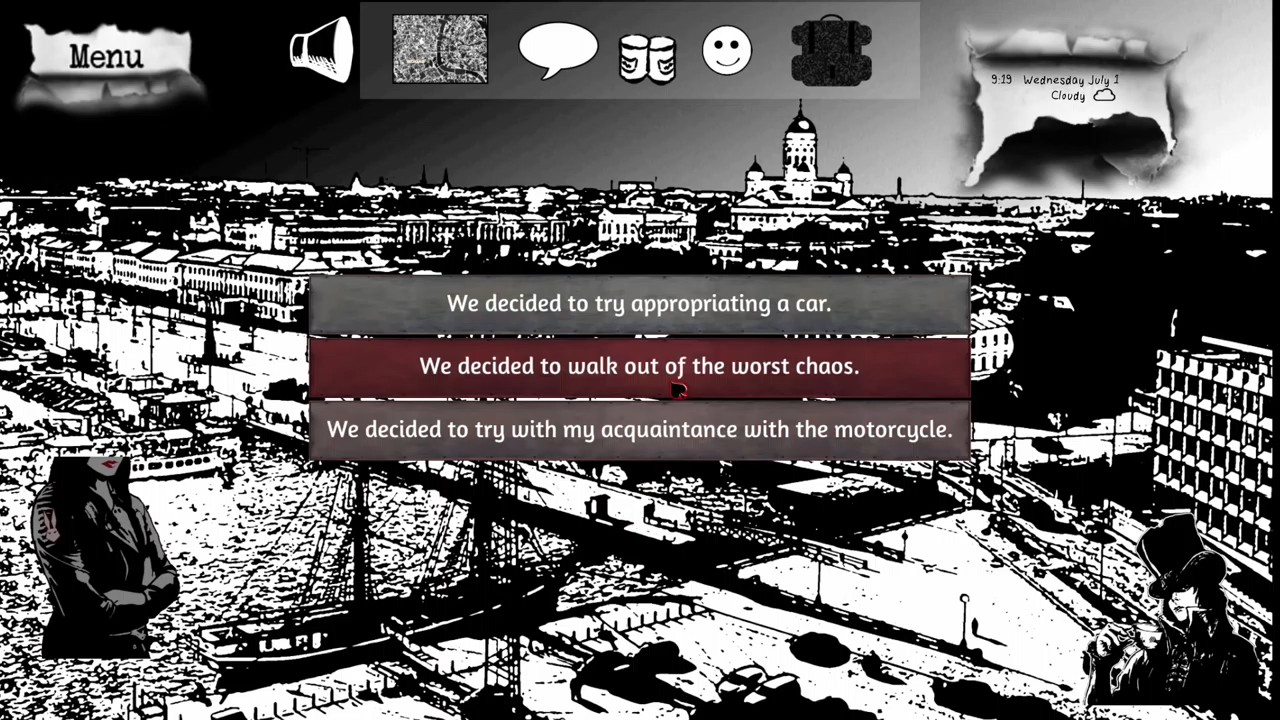 Menu
9:19 Wednesday July 1
Cloudy
We decided to try appropriating a car.
We decided to walk out of the worst chaos.
We decided to try with my acquaintance with the motorcycle.